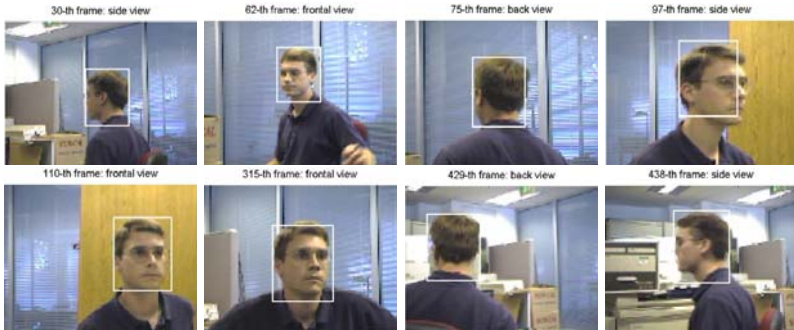 30-th frame: side view
62-th frame: frontal view
75-th frame: back view
97-th frame: side view
110-th frame: frontal view
315-th frame: frontal view
429-th frame: back view
438-th frame: side view